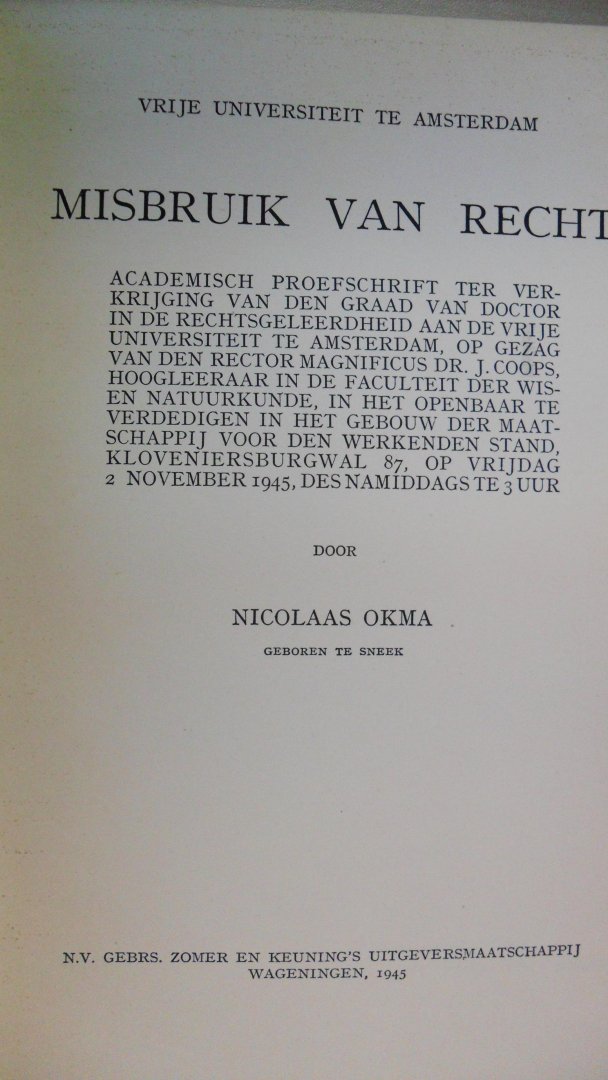 VRIJE UNIVERSITEIT TE AMSTERDAM
MISBRUIK VAN RECHT
ACADEMISCH PROEFSCHRIFT TER VER-
KRIJGING VAN DEN GRAAD VAN DOCTOR
IN DE RECHTSGELEERDHEID AAN DE VRIJE
UNIVERSITEIT TE AMSTERDAM, OP GEZAG
VAN DEN RECTOR MAGNIFICUS DR. J. COOPS,
HOOGLEERAAR IN DE FACULTEIT DER WIS-
EN NATUURKUNDE, IN HET OPENBAAR TE
VERDEDIGEN IN HET GEBOUW DER MAAT-
SCHAPPIJ VOOR DEN WERKENDEN STAND,
KLOVENIERSBURGWAL 87, OP VRIJDAG
2 NOVEMBER 1945, DES NAMIDDAGS TE 3 UUR
DOOR
NICOLAAS OKMA
GEBOREN TE SNEEK
N.V. GEBRS. ZOMER EN KEUNING'S UITGEVERSMAATSCHAPPIJ
WAGENINGEN, 1945